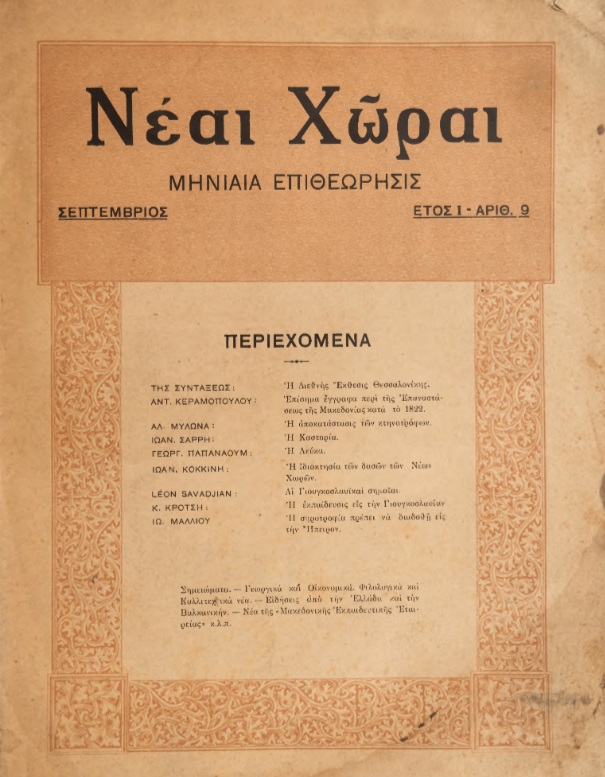 Νέαι Χῶραι
ΜΗΝΙΑΙΑ ΕΠΙΘΕΩΡΗΣΙΣ
ΣΕΠΤΕΜΒΡΙΟΣ ΕΤΟΣ Ι - ΑΡΙΘ. 9
ΠΕΡΙΕΧΟΜΕΝΑ
ΤΗΣ ΣΥΝΤΑΞΕΩΣ: Ἡ Διεθνὴς Ἔκθεσις Θεσσαλονίκης.
ΑΝΤ. ΚΕΡΑΜΟΠΟΥΛΟΥ: Ἐπίσημα ἔγγραφα περὶ τῆς Ἐπαναστά-
σεως τῆς Μακεδονίας κατὰ τὸ 1822.
ΑΛ. ΜΥΛΩΝΑ: Ἡ ἀποκατάστασις τῶν κτηνοτρόφων.
ΙΩΑΝ. ΣΑΡΡΗ: Ἡ Καστορία.
ΓΕΩΡΓ. ΠΑΠΑΝΑΟΥΜ: Ἡ Λεύκα.
ΙΩΑΝ. ΚΟΚΚΙΝΗ: Ἡ ἰδιοκτησία τῶν δασῶν τῶν Νέων
Χωρῶν.
LÉON SAVADJIAN: Αἱ Γιουγκοσλαυϊκαὶ σημαῖαι.
Κ. ΚΡΟΤΣΗ: Ἡ ἐκπαίδευσις εἰς τὴν Γιουγκοσλαυΐαν
ΙΩ. ΜΑΛΛΙΟΥ Ἡ σηροτροφία πρέπει νὰ διαδοθῇ εἰς
τὴν Ἤπειρον.
Σημειώματα. — Γεωργικὰ καὶ Οἰκονομικά, Φιλολογικὰ καὶ
Καλλιτεχνικὰ νέα. — Εἰδήσεις ἀπὸ τὴν Ἑλλάδα καὶ τὴν
Βαλκανικήν. — Νέα τῆς «Μακεδονικῆς Ἐκπαιδευτικῆς Ἑται-
ρείας» κ.λ.π.